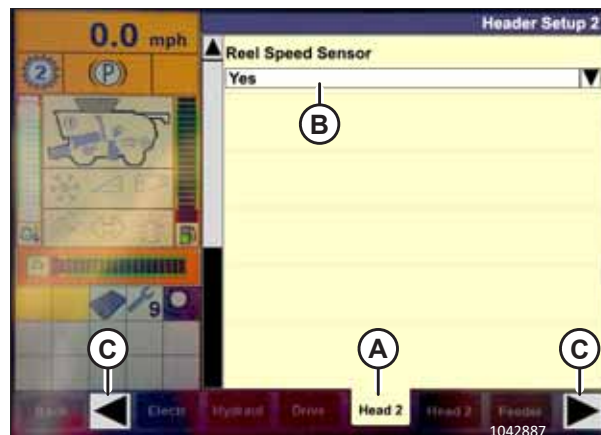 Header Setup 2
0.0 mph
Reel Speed Sensor
2
(P)
Yes
B
9
C
A
C
Back
Electr
Hydraul
Drive
Head 2
Head 2
Feeder
1042887